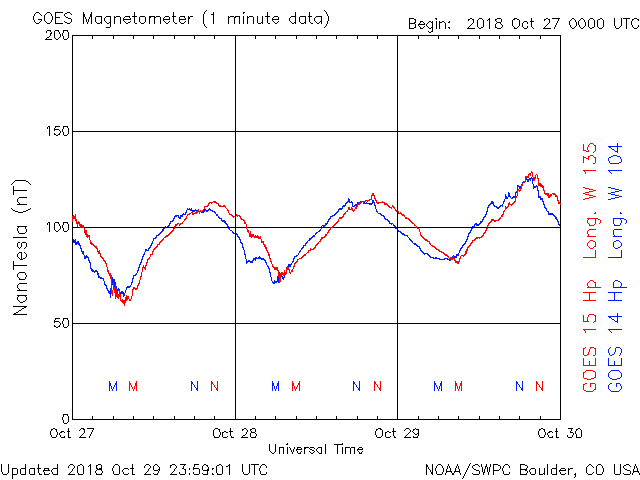 GOES Magnetometer (1 minute data)
Begin: 2018 Oct 27 0000 UTC
200
150
100
50
0
NanoTesla (nT)
M M N N M M N N M M N N
Oct 27 Oct 28 Oct 29 Oct 30
Universal Time
GOES 15 Hp Long. W 135
GOES 14 Hp Long. W 104
Updated 2018 Oct 29 23:59:01 UTC
NOAA/SWPC Boulder, CO USA